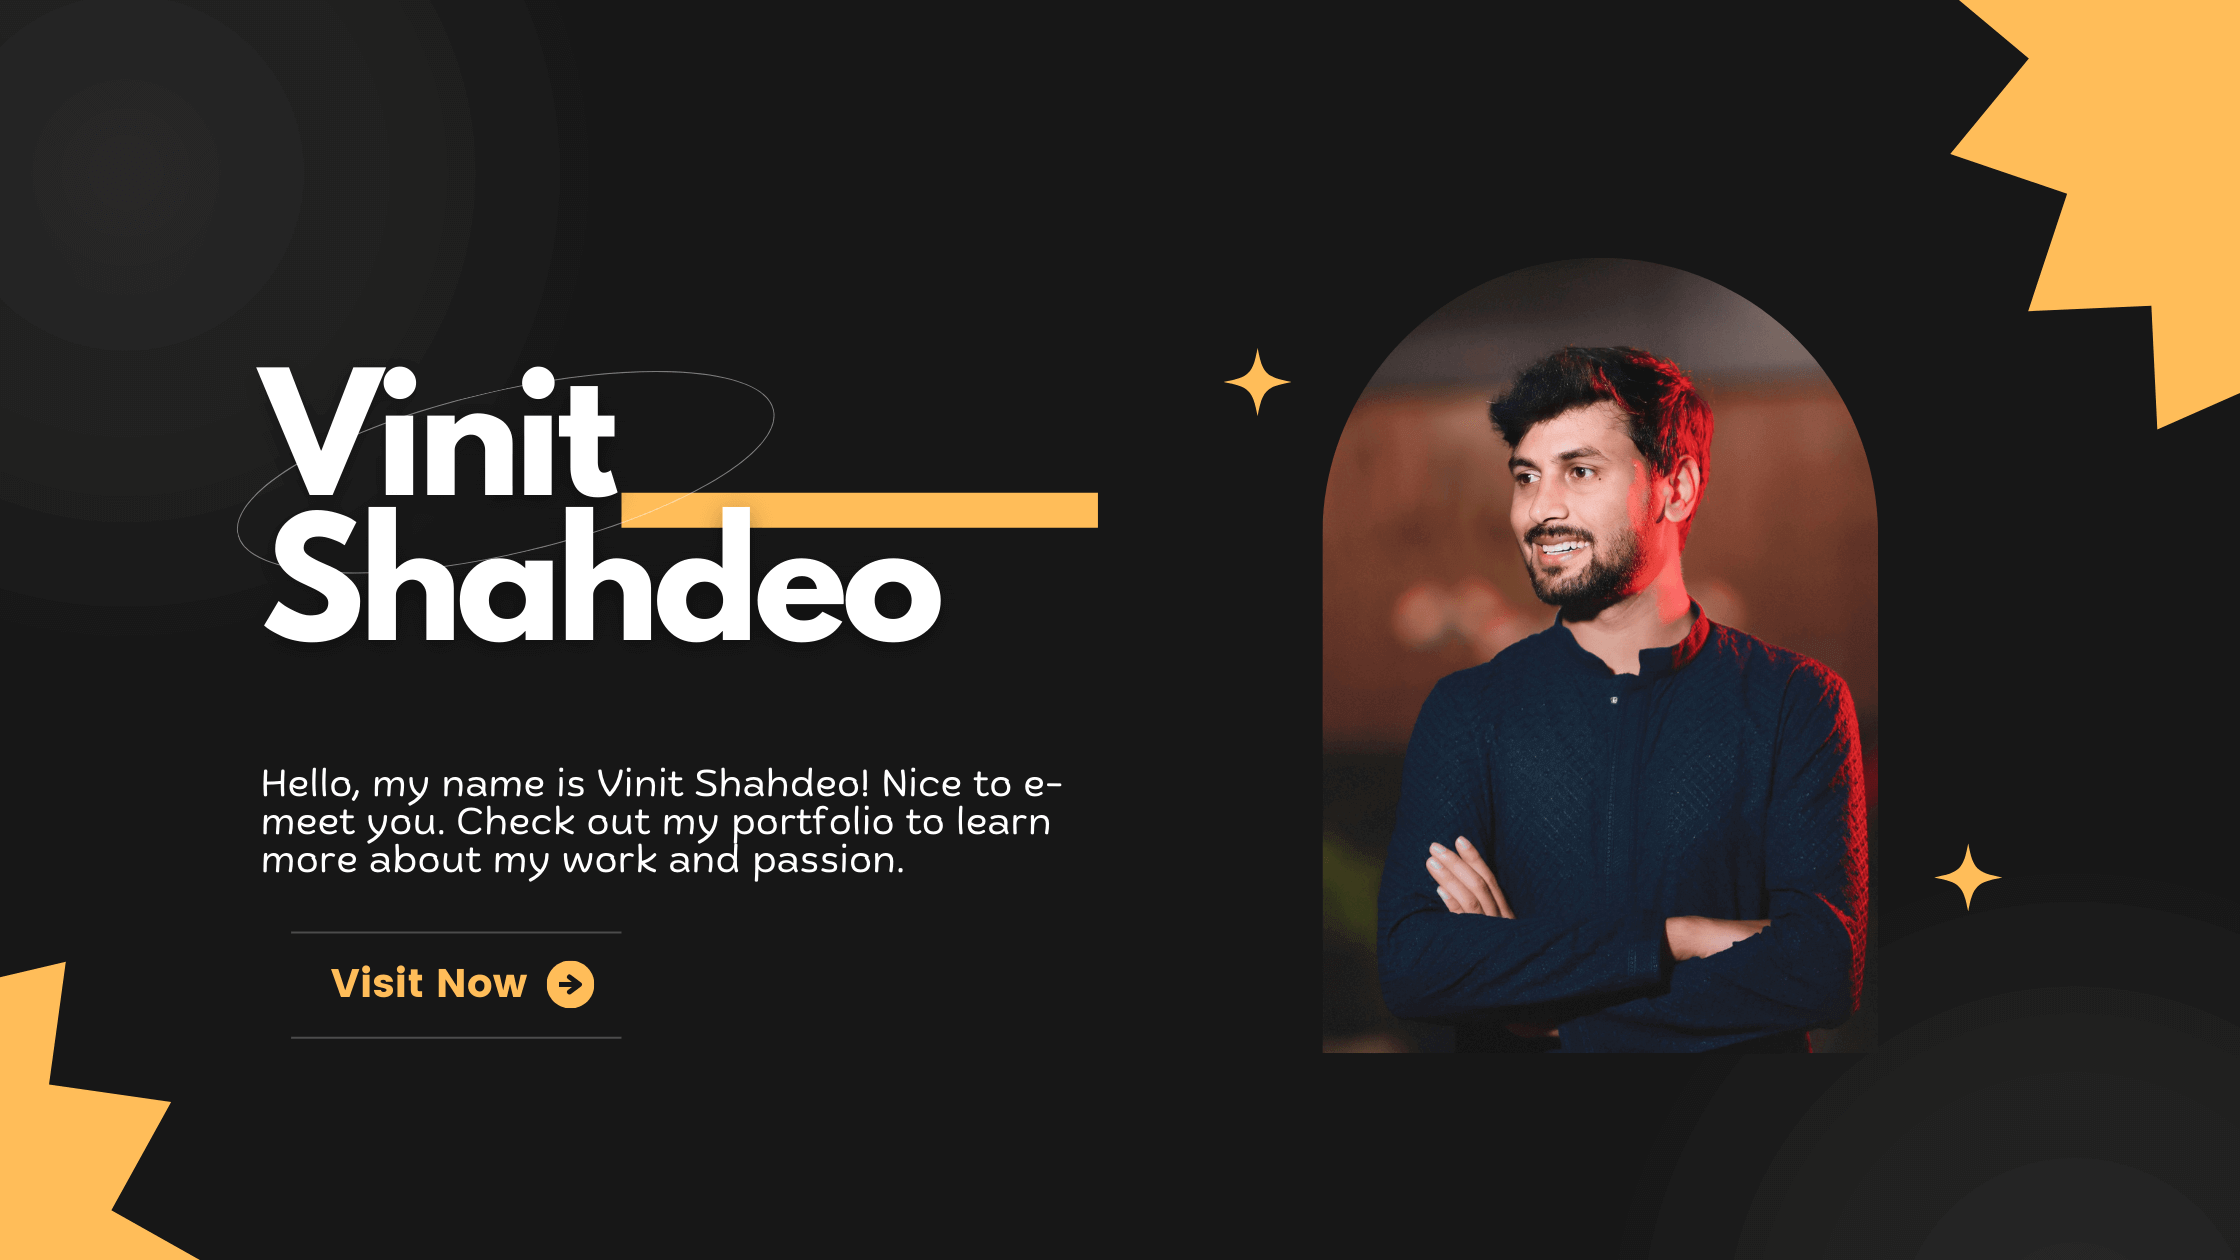 Vinit
Shahdeo
Hello, my name is Vinit Shahdeo! Nice to e-
meet you. Check out my portfolio to learn
more about my work and passion.
Visit Now